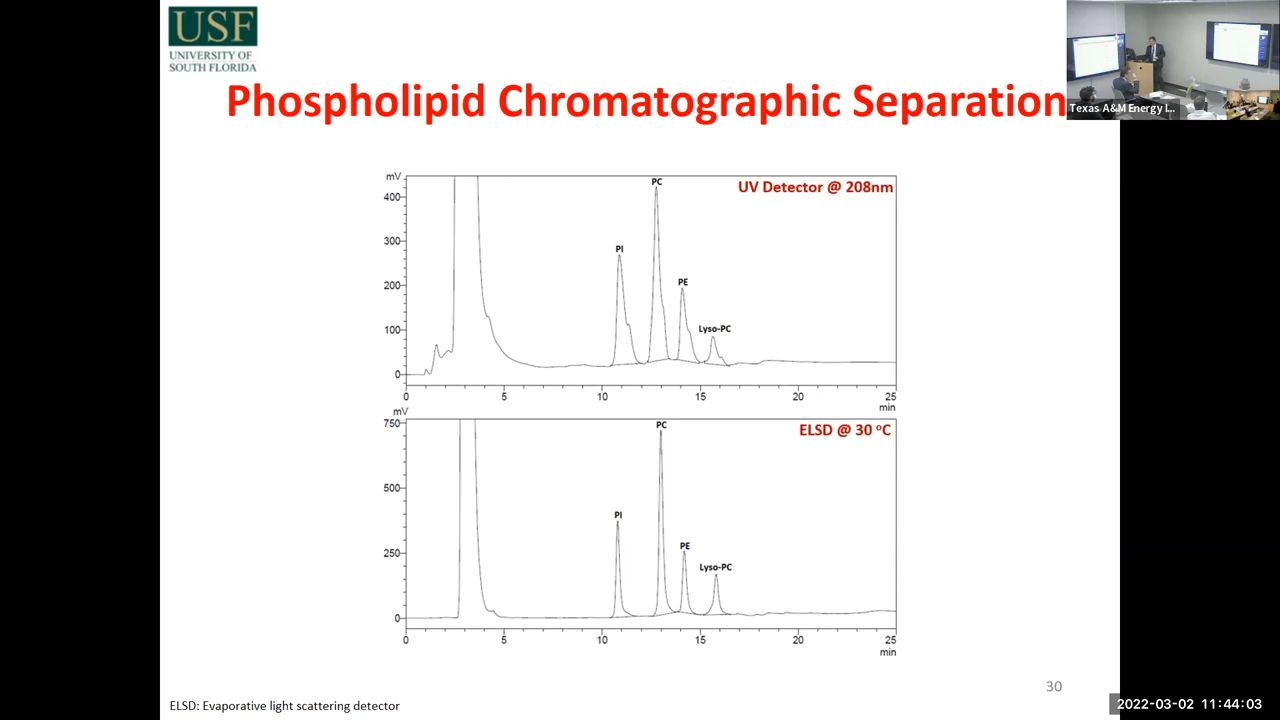 USF
UNIVERSITY OF
SOUTH FLORIDA
Phospholipid Chromatographic Separation
Texas A&M Energy I...
mV
UV Detector @ 208nm
400
300
200
100
0
PI
PC
PE
Lyso-PC
0 5 10 15 20 25
min
mV
ELSD @ 30 °C
750
500
250
0
PI
PC
PE
Lyso-PC
0 5 10 15 20 25
min
30
ELSD: Evaporative light scattering detector
2022-03-02 11:44:03